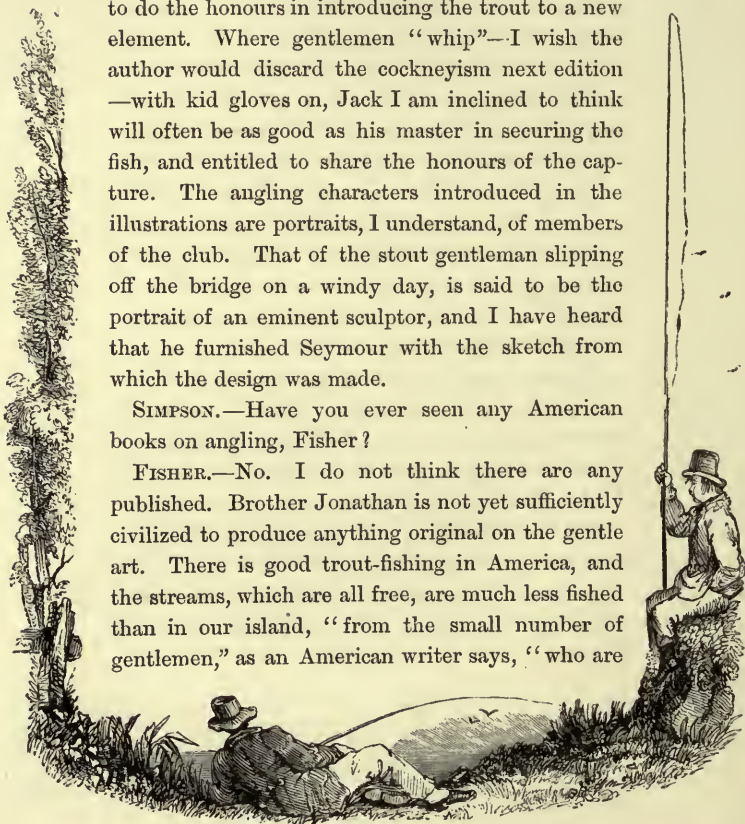 to do the honours in introducing the trout to a new
element. Where gentlemen “whip”—I wish the
author would discard the cockneyism next edition
—with kid gloves on, Jack I am inclined to think
will often be as good as his master in securing the
fish, and entitled to share the honours of the cap-
ture. The angling characters introduced in the
illustrations are portraits, I understand, of members
of the club. That of the stout gentleman slipping
off the bridge on a windy day, is said to be the
portrait of an eminent sculptor, and I have heard
that he furnished Seymour with the sketch from
which the design was made.
SIMPSON.—Have you ever seen any American
books on angling, Fisher?
FISHER.—No. I do not think there are any
published. Brother Jonathan is not yet sufficiently
civilized to produce anything original on the gentle
art. There is good trout-fishing in America, and
the streams, which are all free, are much less fished
than in our island, “from the small number of
gentlemen,” as an American writer says, “who are